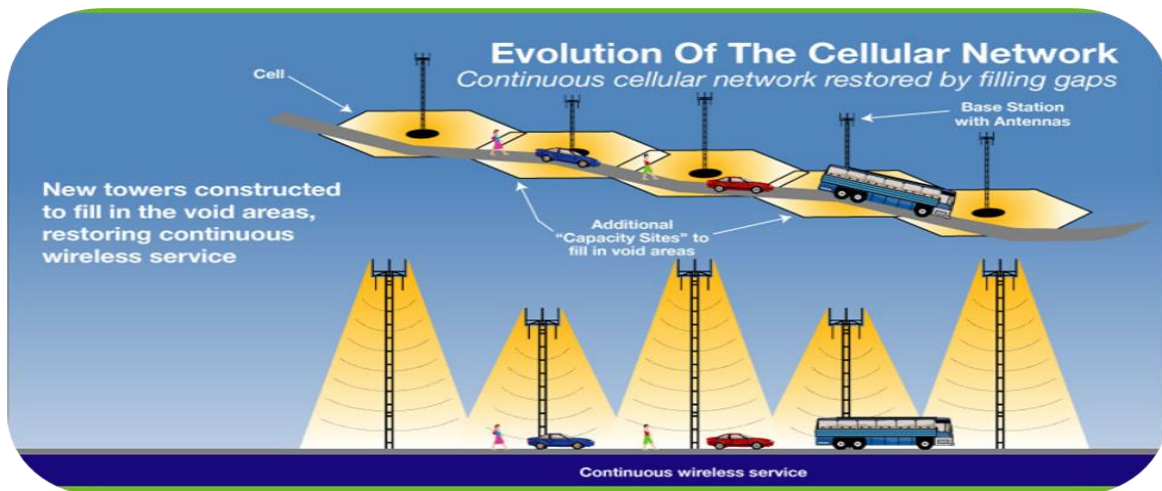 Evolution Of The Cellular Network
Continuous cellular network restored by filling gaps
Cell
Base Station
with Antennas
New towers constructed
to fill in the void areas,
restoring continuous
wireless service
Additional
"Capacity Sites" to
fill in void areas
Continuous wireless service